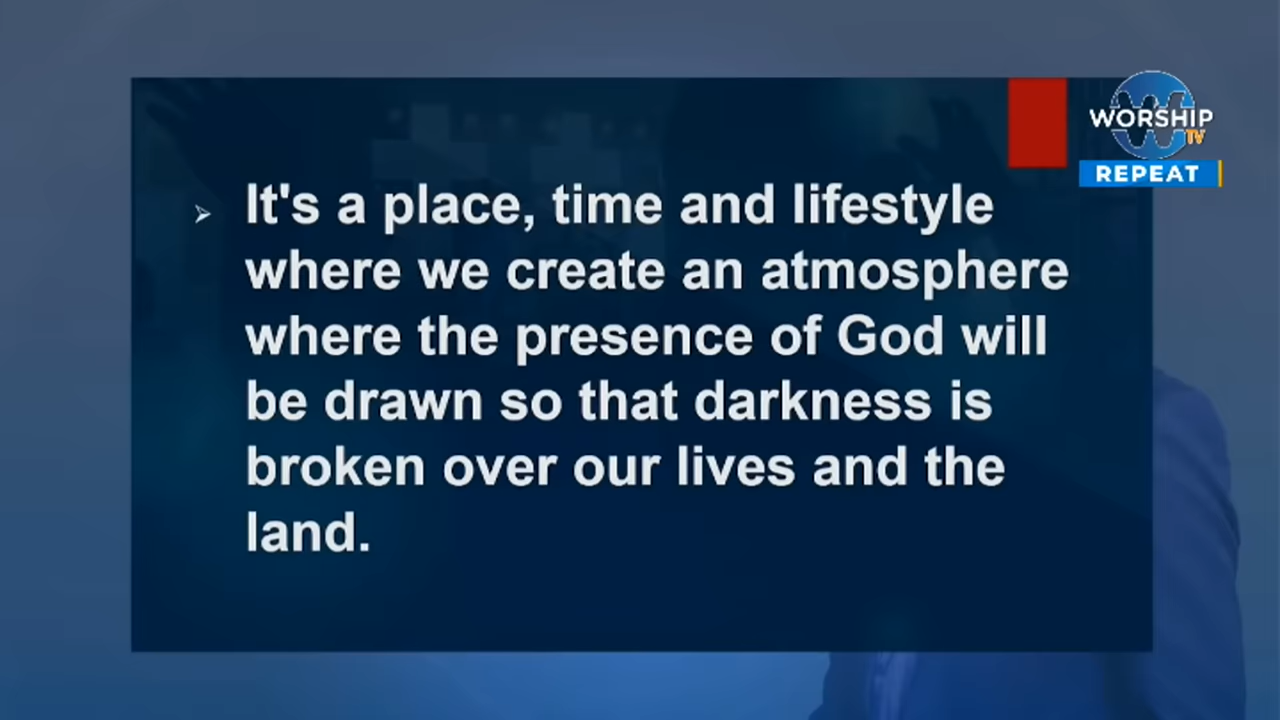 WORSHIP
TV
REPEAT
It's a place, time and lifestyle
where we create an atmosphere
where the presence of God will
be drawn so that darkness is
broken over our lives and the
land.